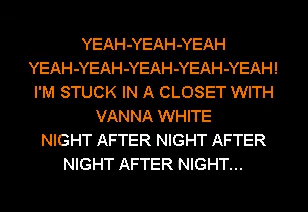 YEAH-YEAH-YEAH
YEAH-YEAH-YEAH-YEAH-YEAH!
I'M STUCK IN A CLOSET WITH
VANNA WHITE
NIGHT AFTER NIGHT AFTER
NIGHT AFTER NIGHT...